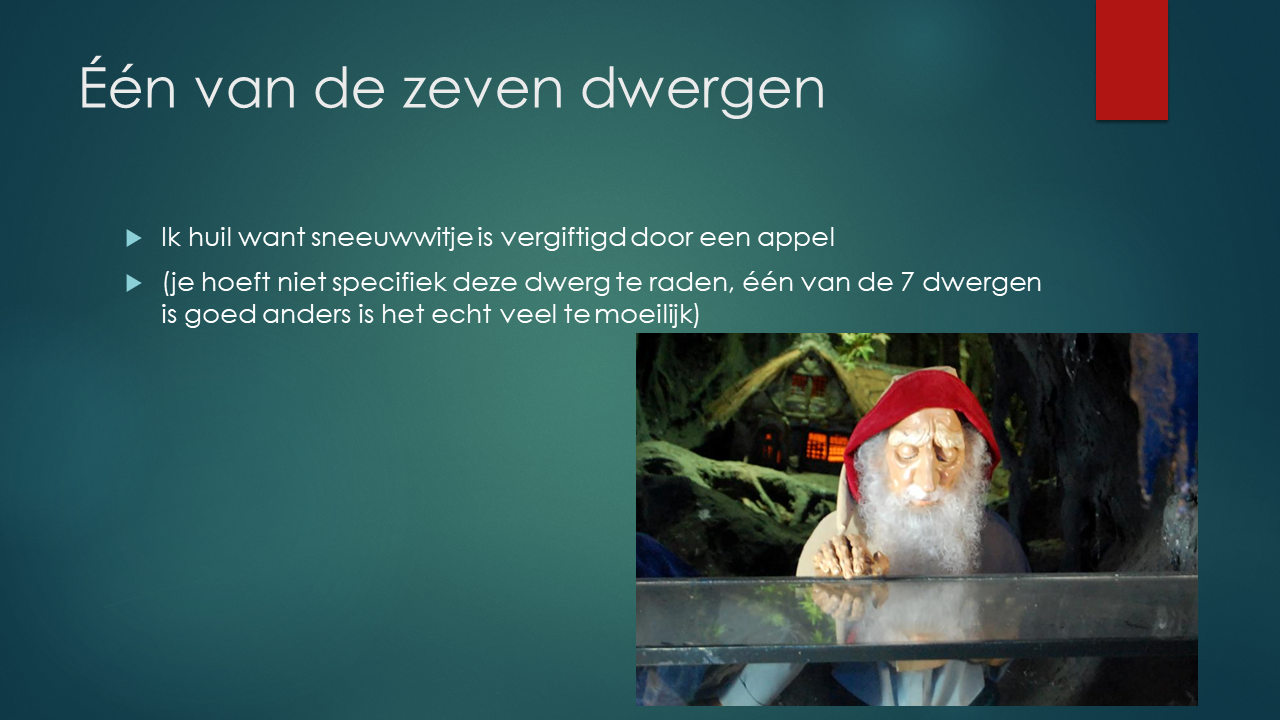 Één van de zeven dwergen
Ik huil want sneeuwwitje is vergiftigd door een appel
(je hoeft niet specifiek deze dwerg te raden, één van de 7 dwergen
is goed anders is het echt veel te moeilijk)